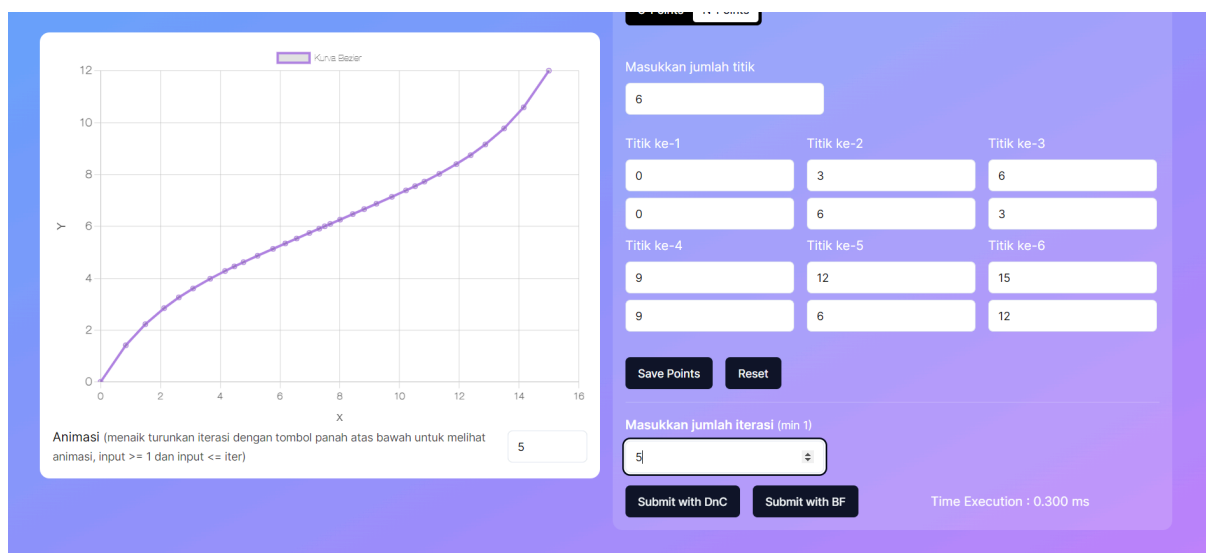 Kurva Bezier
12
10
8
6
4
2
0
Y
0 2 4 6 8 10 12 14 16
X
Animasi (menaik turunkan iterasi dengan tombol panah atas bawah untuk melihat
animasi, input >= 1 dan input <= iter)
5
Masukkan jumlah titik
6
Titik ke-1 Titik ke-2 Titik ke-3
0 3 6
0 6 3
Titik ke-4 Titik ke-5 Titik ke-6
9 12 15
9 6 12
Save Points Reset
Masukkan jumlah iterasi (min 1)
5
Submit with DnC Submit with BF Time Execution : 0.300 ms